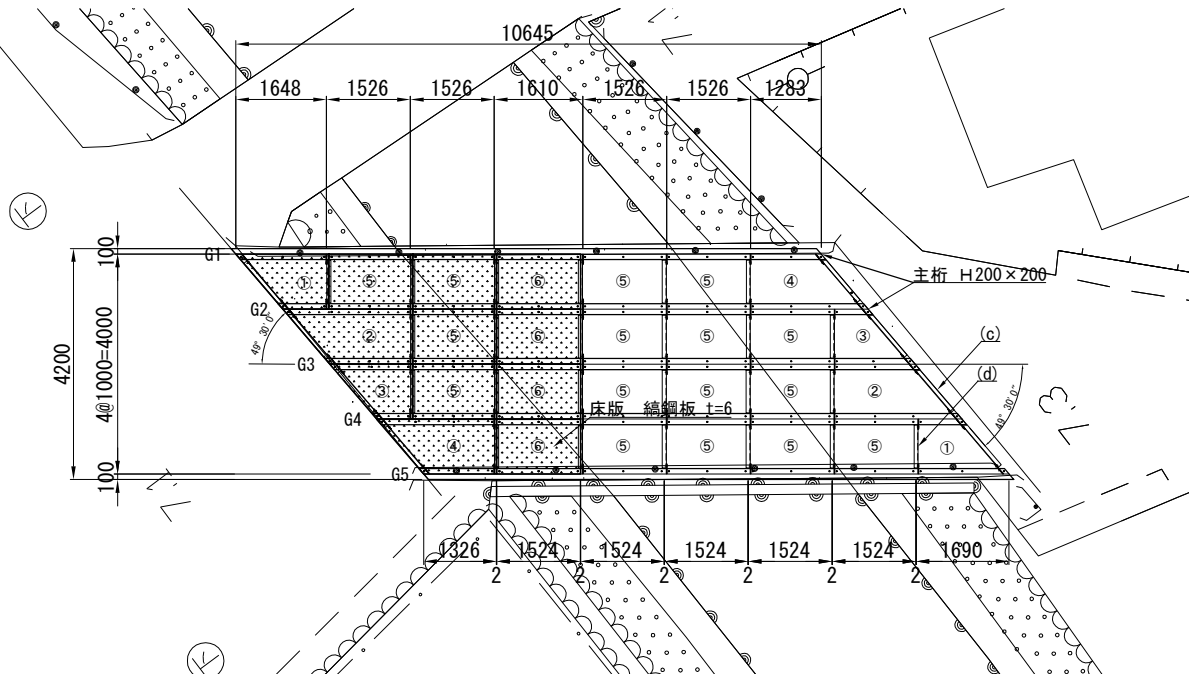 10645
1648 1526 1526 1610 1526 1526 1283
G1
100
主桁 H200×200
① ⑤ ⑤ ⑥ ⑤ ⑤ ④
G2
② ⑤ ⑥ ⑤ ⑤ ③
49° 30' 0"
(c)
4200
4@1000=4000
G3
(d)
③ ⑤ ⑥ ⑤ ⑤ ②
49° 30' 0"
床版 縞鋼板 t=6
G4
④ ⑥ ⑤ ⑤ ⑤ ①
G5
100
1326 1524 1524 1524 1524 1524 1690
2 2 2 2 2 2